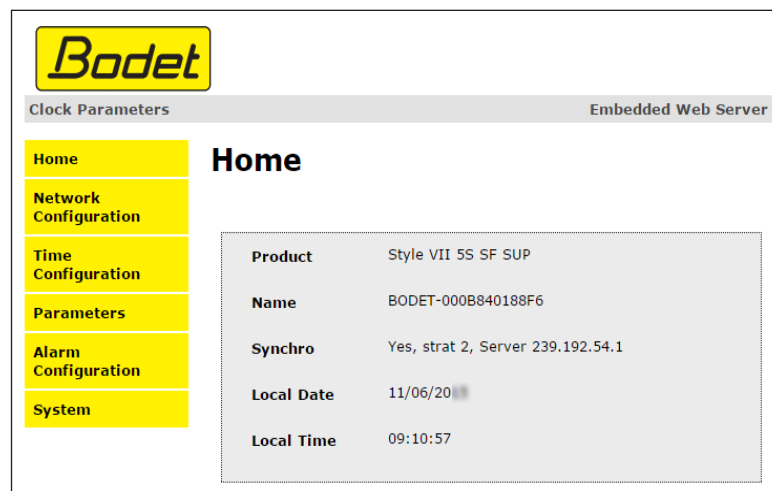 Bodet
Clock Parameters
Embedded Web Server
Home
Network
Configuration
Time
Configuration
Parameters
Alarm
Configuration
System
Home
Product Style VII 5S SF SUP
Name BODET-000B840188F6
Synchro Yes, strat 2, Server 239.192.54.1
Local Date 11/06/20
Local Time 09:10:57